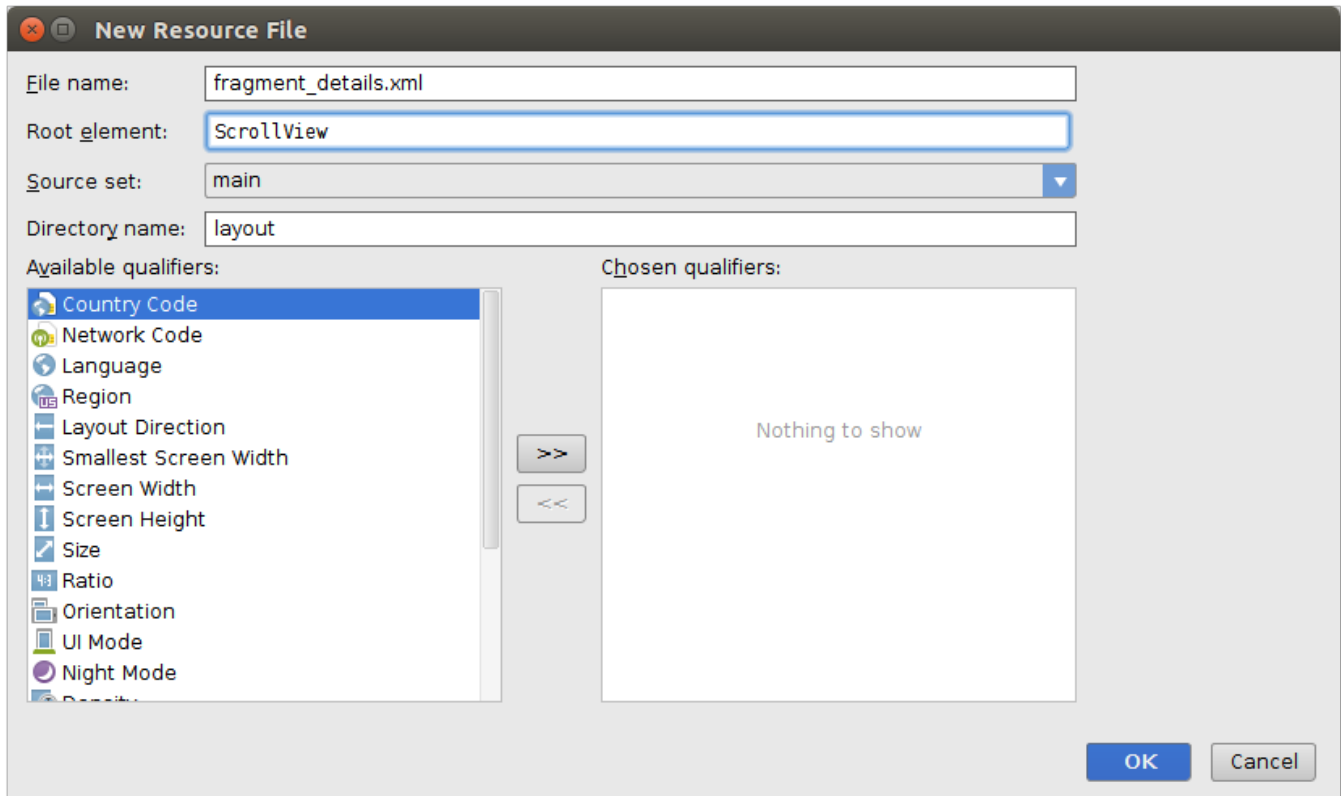 New Resource File
File name: fragment_details.xml
Root element: ScrollView
Source set: main
Directory name: layout
Available qualifiers: Chosen qualifiers:
Country Code
Network Code
Language
Region
Layout Direction
Smallest Screen Width
Screen Width
Screen Height
Size
Ratio
Orientation
UI Mode
Night Mode
Density
Nothing to show
>>
<<
OK Cancel